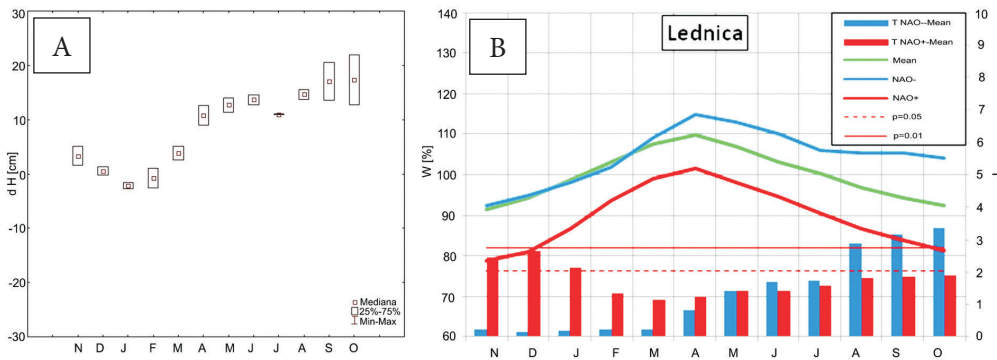 A
30
20
10
0
-10
-20
-30
d H [cm]
N D J F M A M J J A S O
Mediana
25%-75%
Min-Max
B
Lednica
140
130
120
110
100
90
80
70
60
W [%]
N D J F M A M J J A S O
10
9
8
7
6
5
4
3
2
1
0
T NAO--Mean
T NAO+-Mean
Mean
NAO-
NAO+
p=0.05
p=0.01